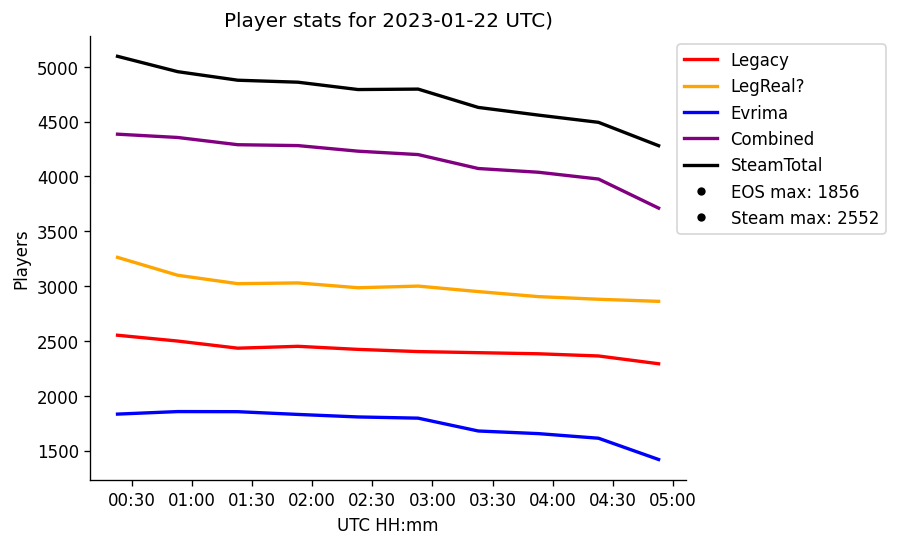 Player stats for 2023-01-22 UTC)
Legacy
LegReal?
Evrima
Combined
SteamTotal
EOS max: 1856
Steam max: 2552
Players
5000
4500
4000
3500
3000
2500
2000
1500
00:30 01:00 01:30 02:00 02:30 03:00 03:30 04:00 04:30 05:00
UTC HH:mm